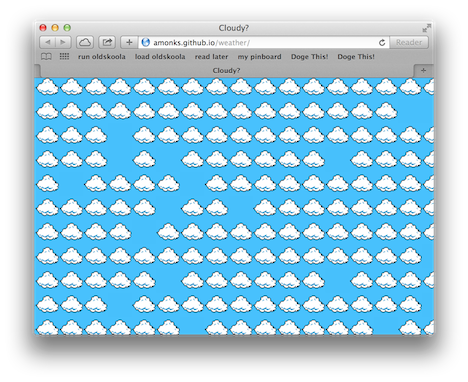 Cloudy?
amonks.github.io/weather/
Reader
run oldskoola load oldskoola read later my pinboard Doge This! Doge This!
Cloudy?